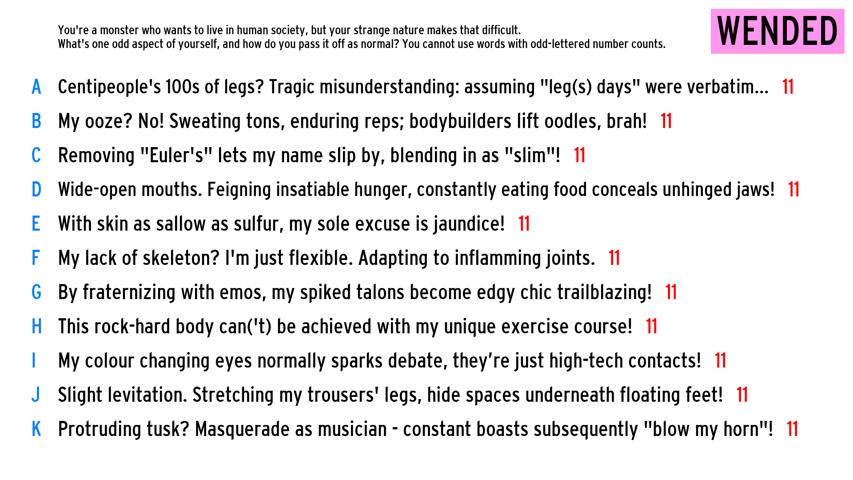 You're a monster who wants to live in human society, but your strange nature makes that difficult.
What's one odd aspect of yourself, and how do you pass it off as normal? You cannot use words with odd-lettered number counts.
WENDED
A Centipeople's 100s of legs? Tragic misunderstanding: assuming "leg(s) days" were verbatim... 11
B My ooze? No! Sweating tons, enduring reps; bodybuilders lift oodles, brah! 11
C Removing "Euler's" lets my name slip by, blending in as "slim"! 11
D Wide-open mouths. Feigning insatiable hunger, constantly eating food conceals unhinged jaws! 11
E With skin as sallow as sulfur, my sole excuse is jaundice! 11
F My lack of skeleton? I'm just flexible. Adapting to inflamming joints. 11
G By fraternizing with emos, my spiked talons become edgy chic trailblazing! 11
H This rock-hard body can('t) be achieved with my unique exercise course! 11
I My colour changing eyes normally sparks debate, they’re just high-tech contacts! 11
J Slight levitation. Stretching my trousers' legs, hide spaces underneath floating feet! 11
K Protruding tusk? Masquerade as musician - constant boasts subsequently "blow my horn"! 11